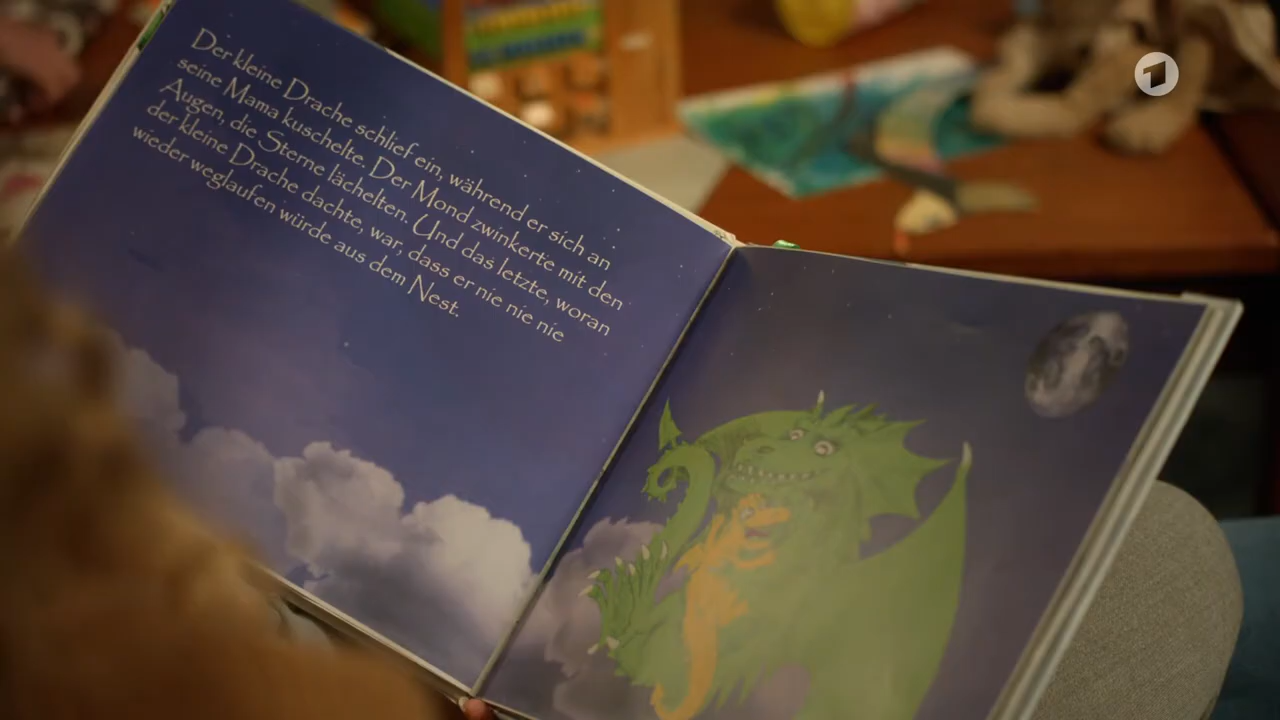 Der kleine Drache schlief ein, während er sich an
seine Mama kuschelte. Der Mond zwinkerte mit den
Augen, die Sterne lächelten. Und das letzte, woran
der kleine Drache dachte, war, dass er nie nie nie
wieder weglaufen würde aus dem Nest.
1